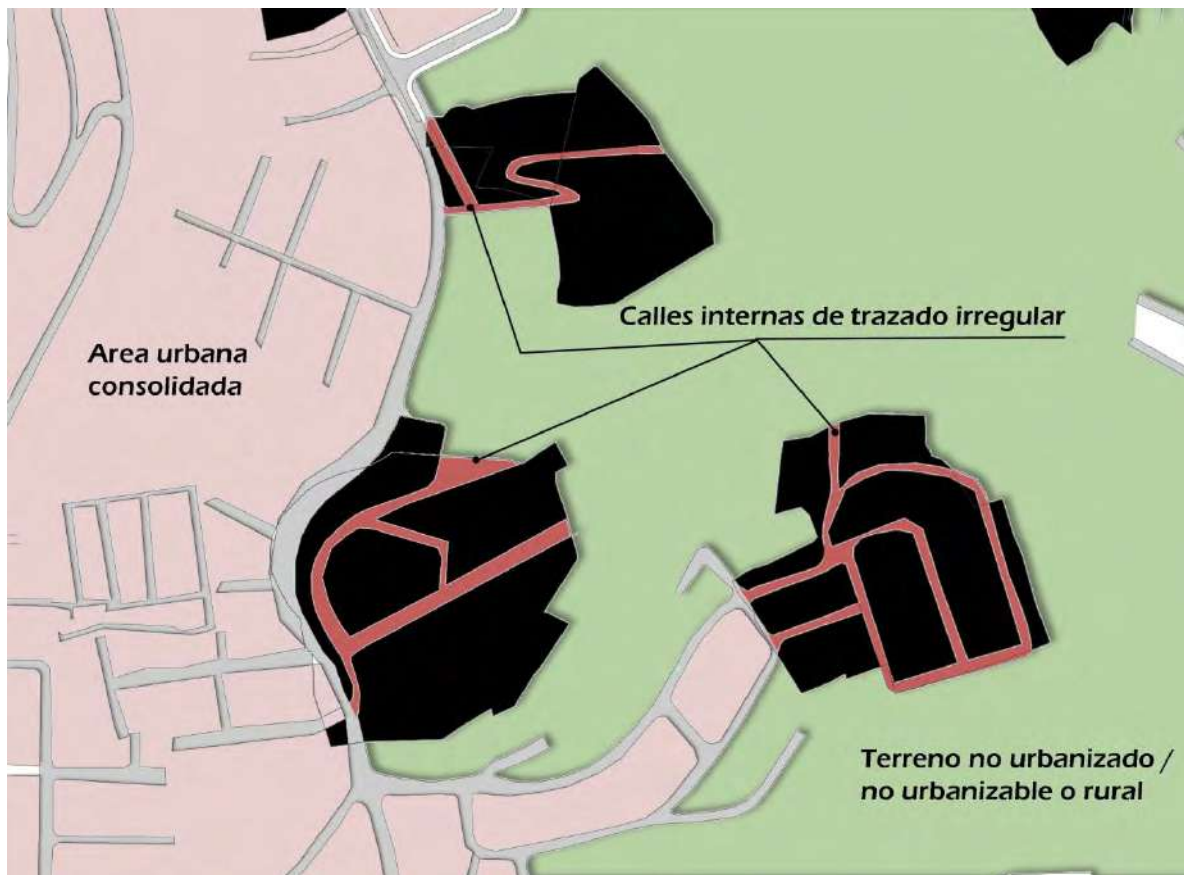 Calles internas de trazado irregular
Area urbana
consolidada
Terreno no urbanizado /
no urbanizable o rural